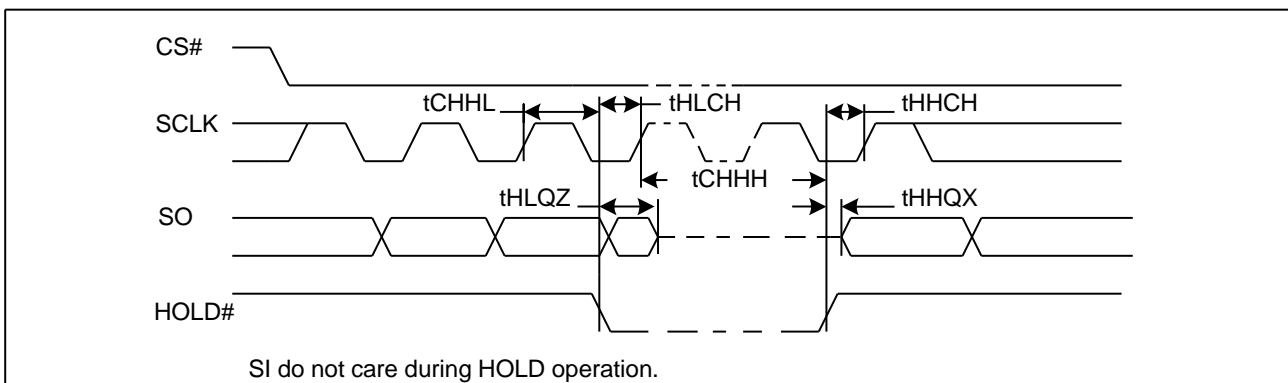 CS#
tCHHL
tHLCH
tHHCH
SCLK
tCHHH
tHLQZ
tHHQX
SO
HOLD#
SI do not care during HOLD operation.